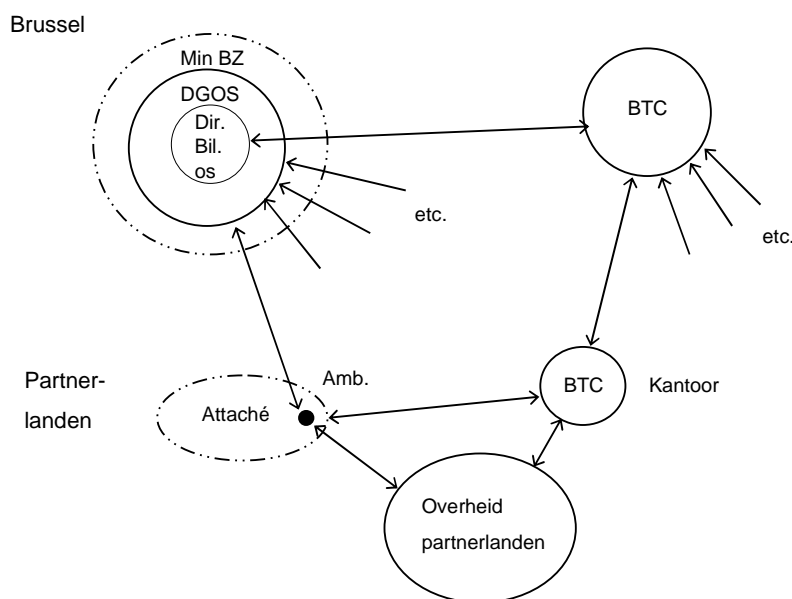 Brussel
Min BZ
DGOS
Dir.
Bil.
os
BTC
etc.
etc.
Partner-
landen
Amb.
Attaché
BTC
Kantoor
Overheid
partnerlanden